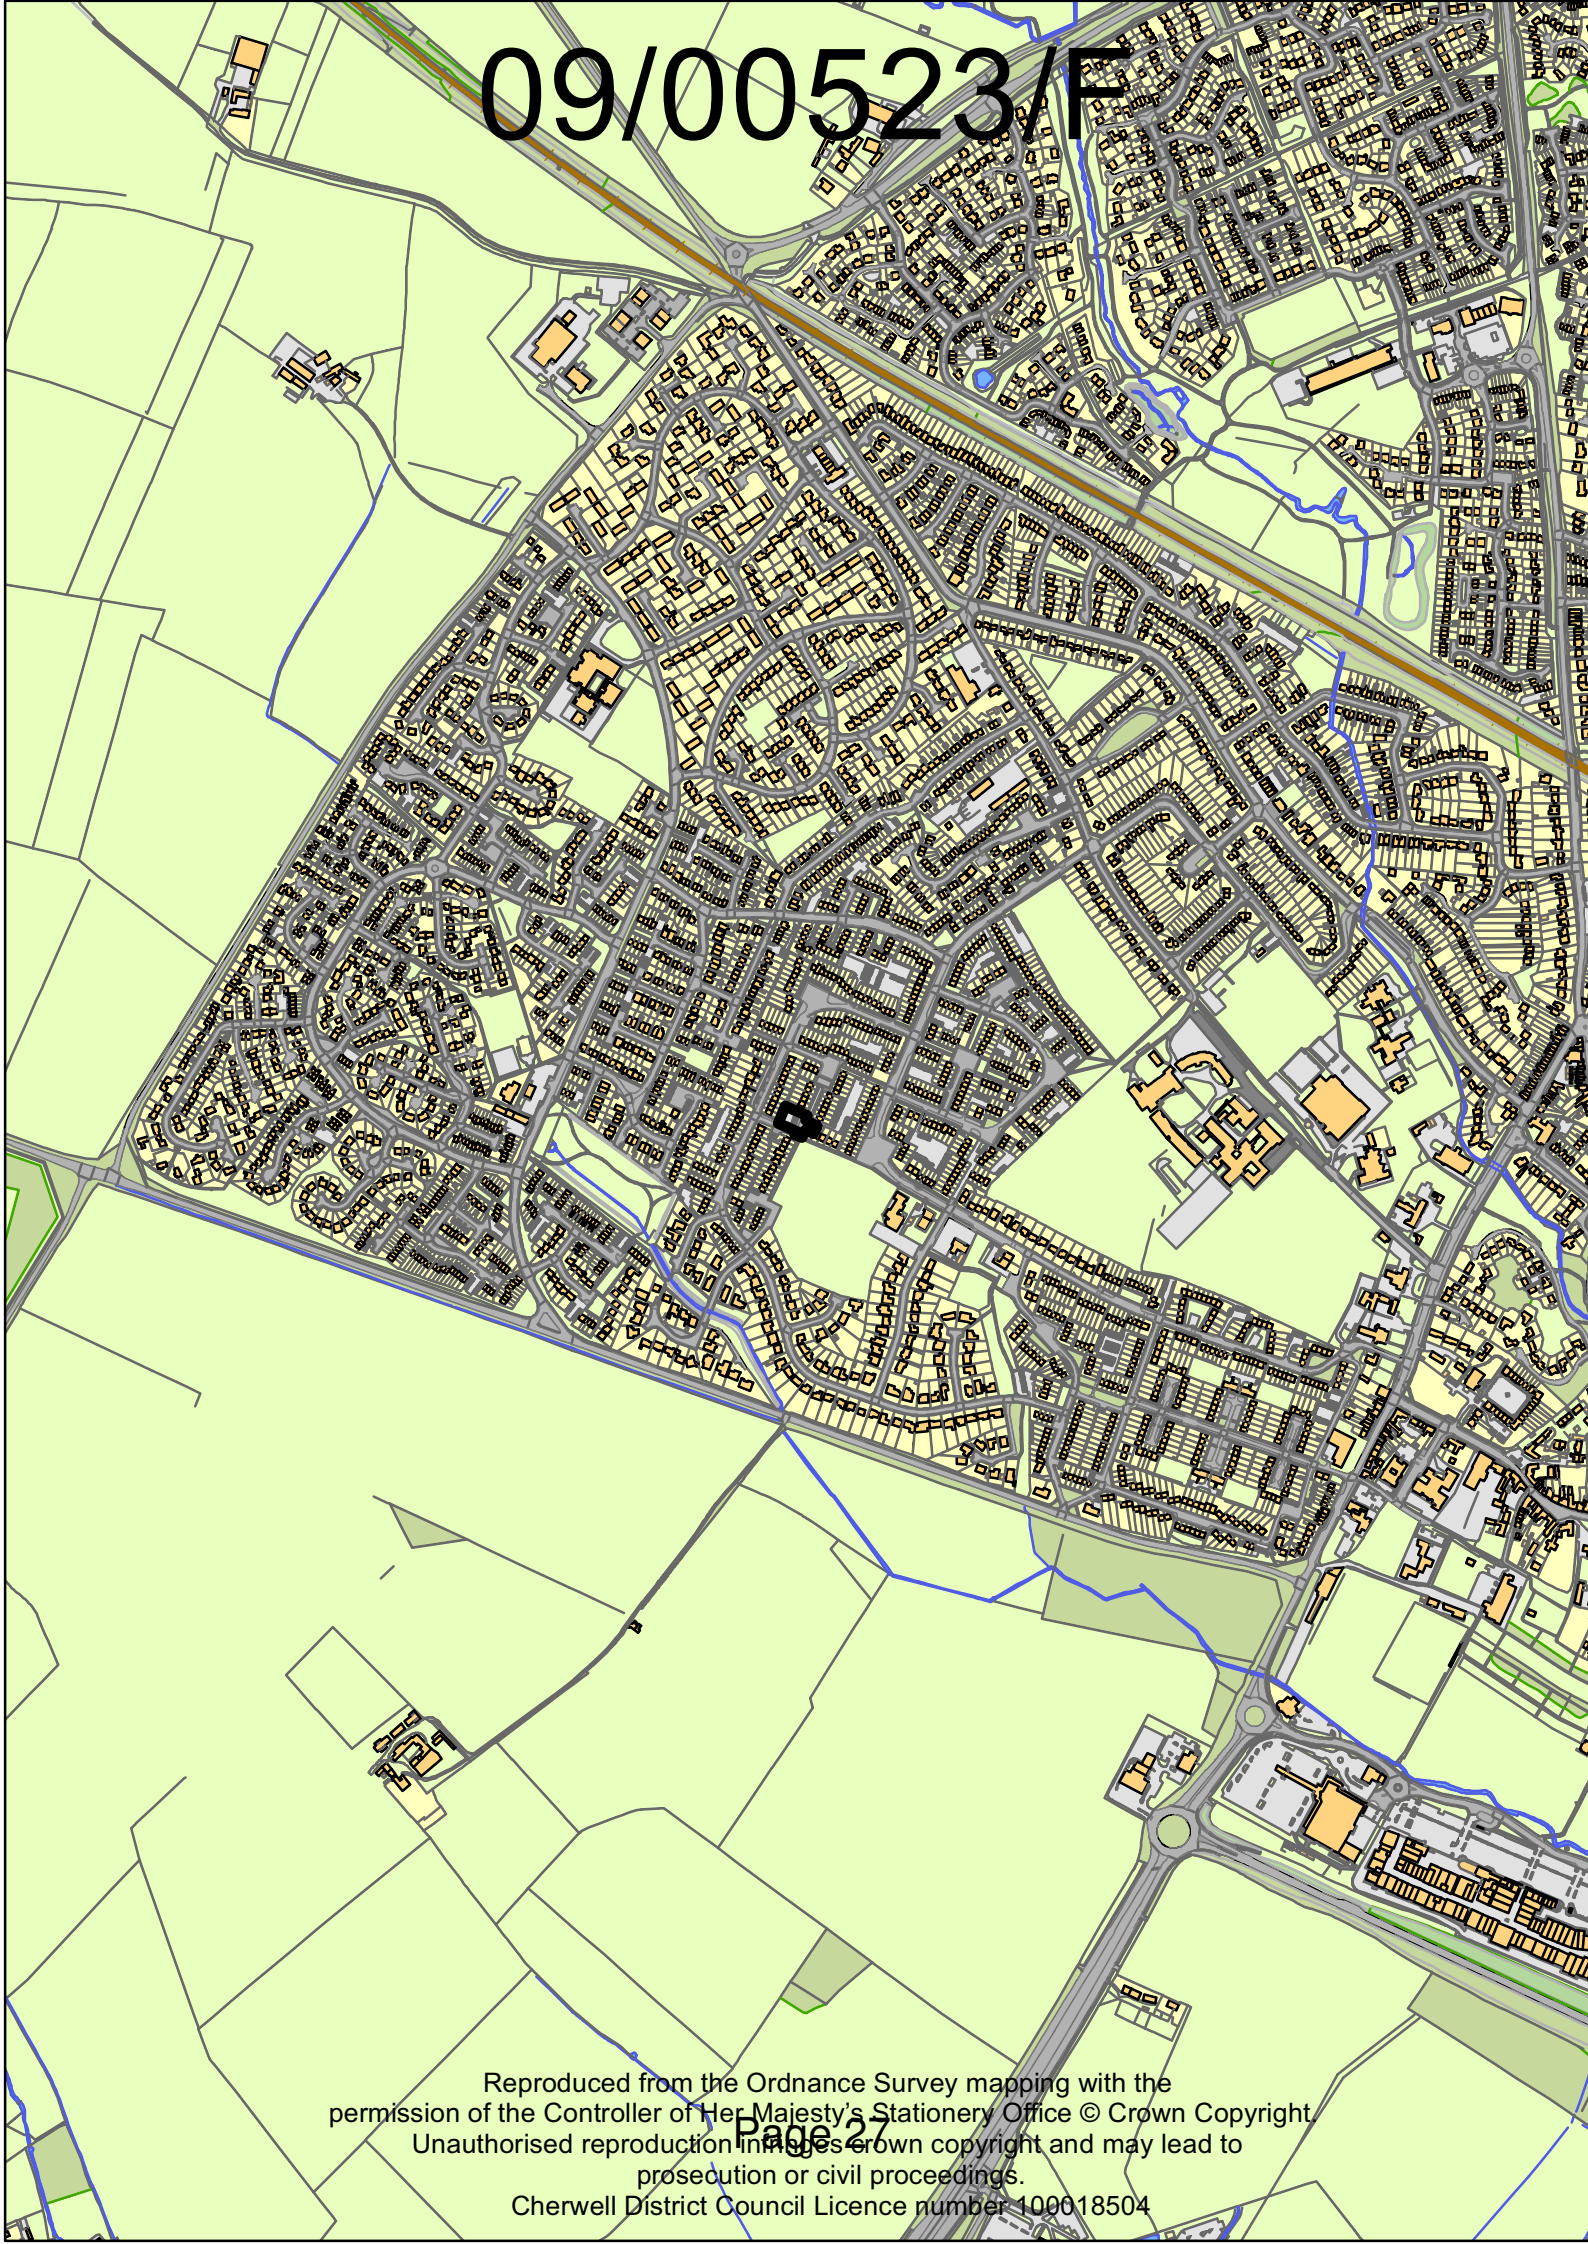 09/00523/F
Reproduced from the Ordnance Survey mapping with the
permission of the Controller of Her Majesty's Stationery Office © Crown Copyright.
Page 27
Unauthorised reproduction infringes crown copyright and may lead to
prosecution or civil proceedings.
Cherwell District Council Licence number 100018504